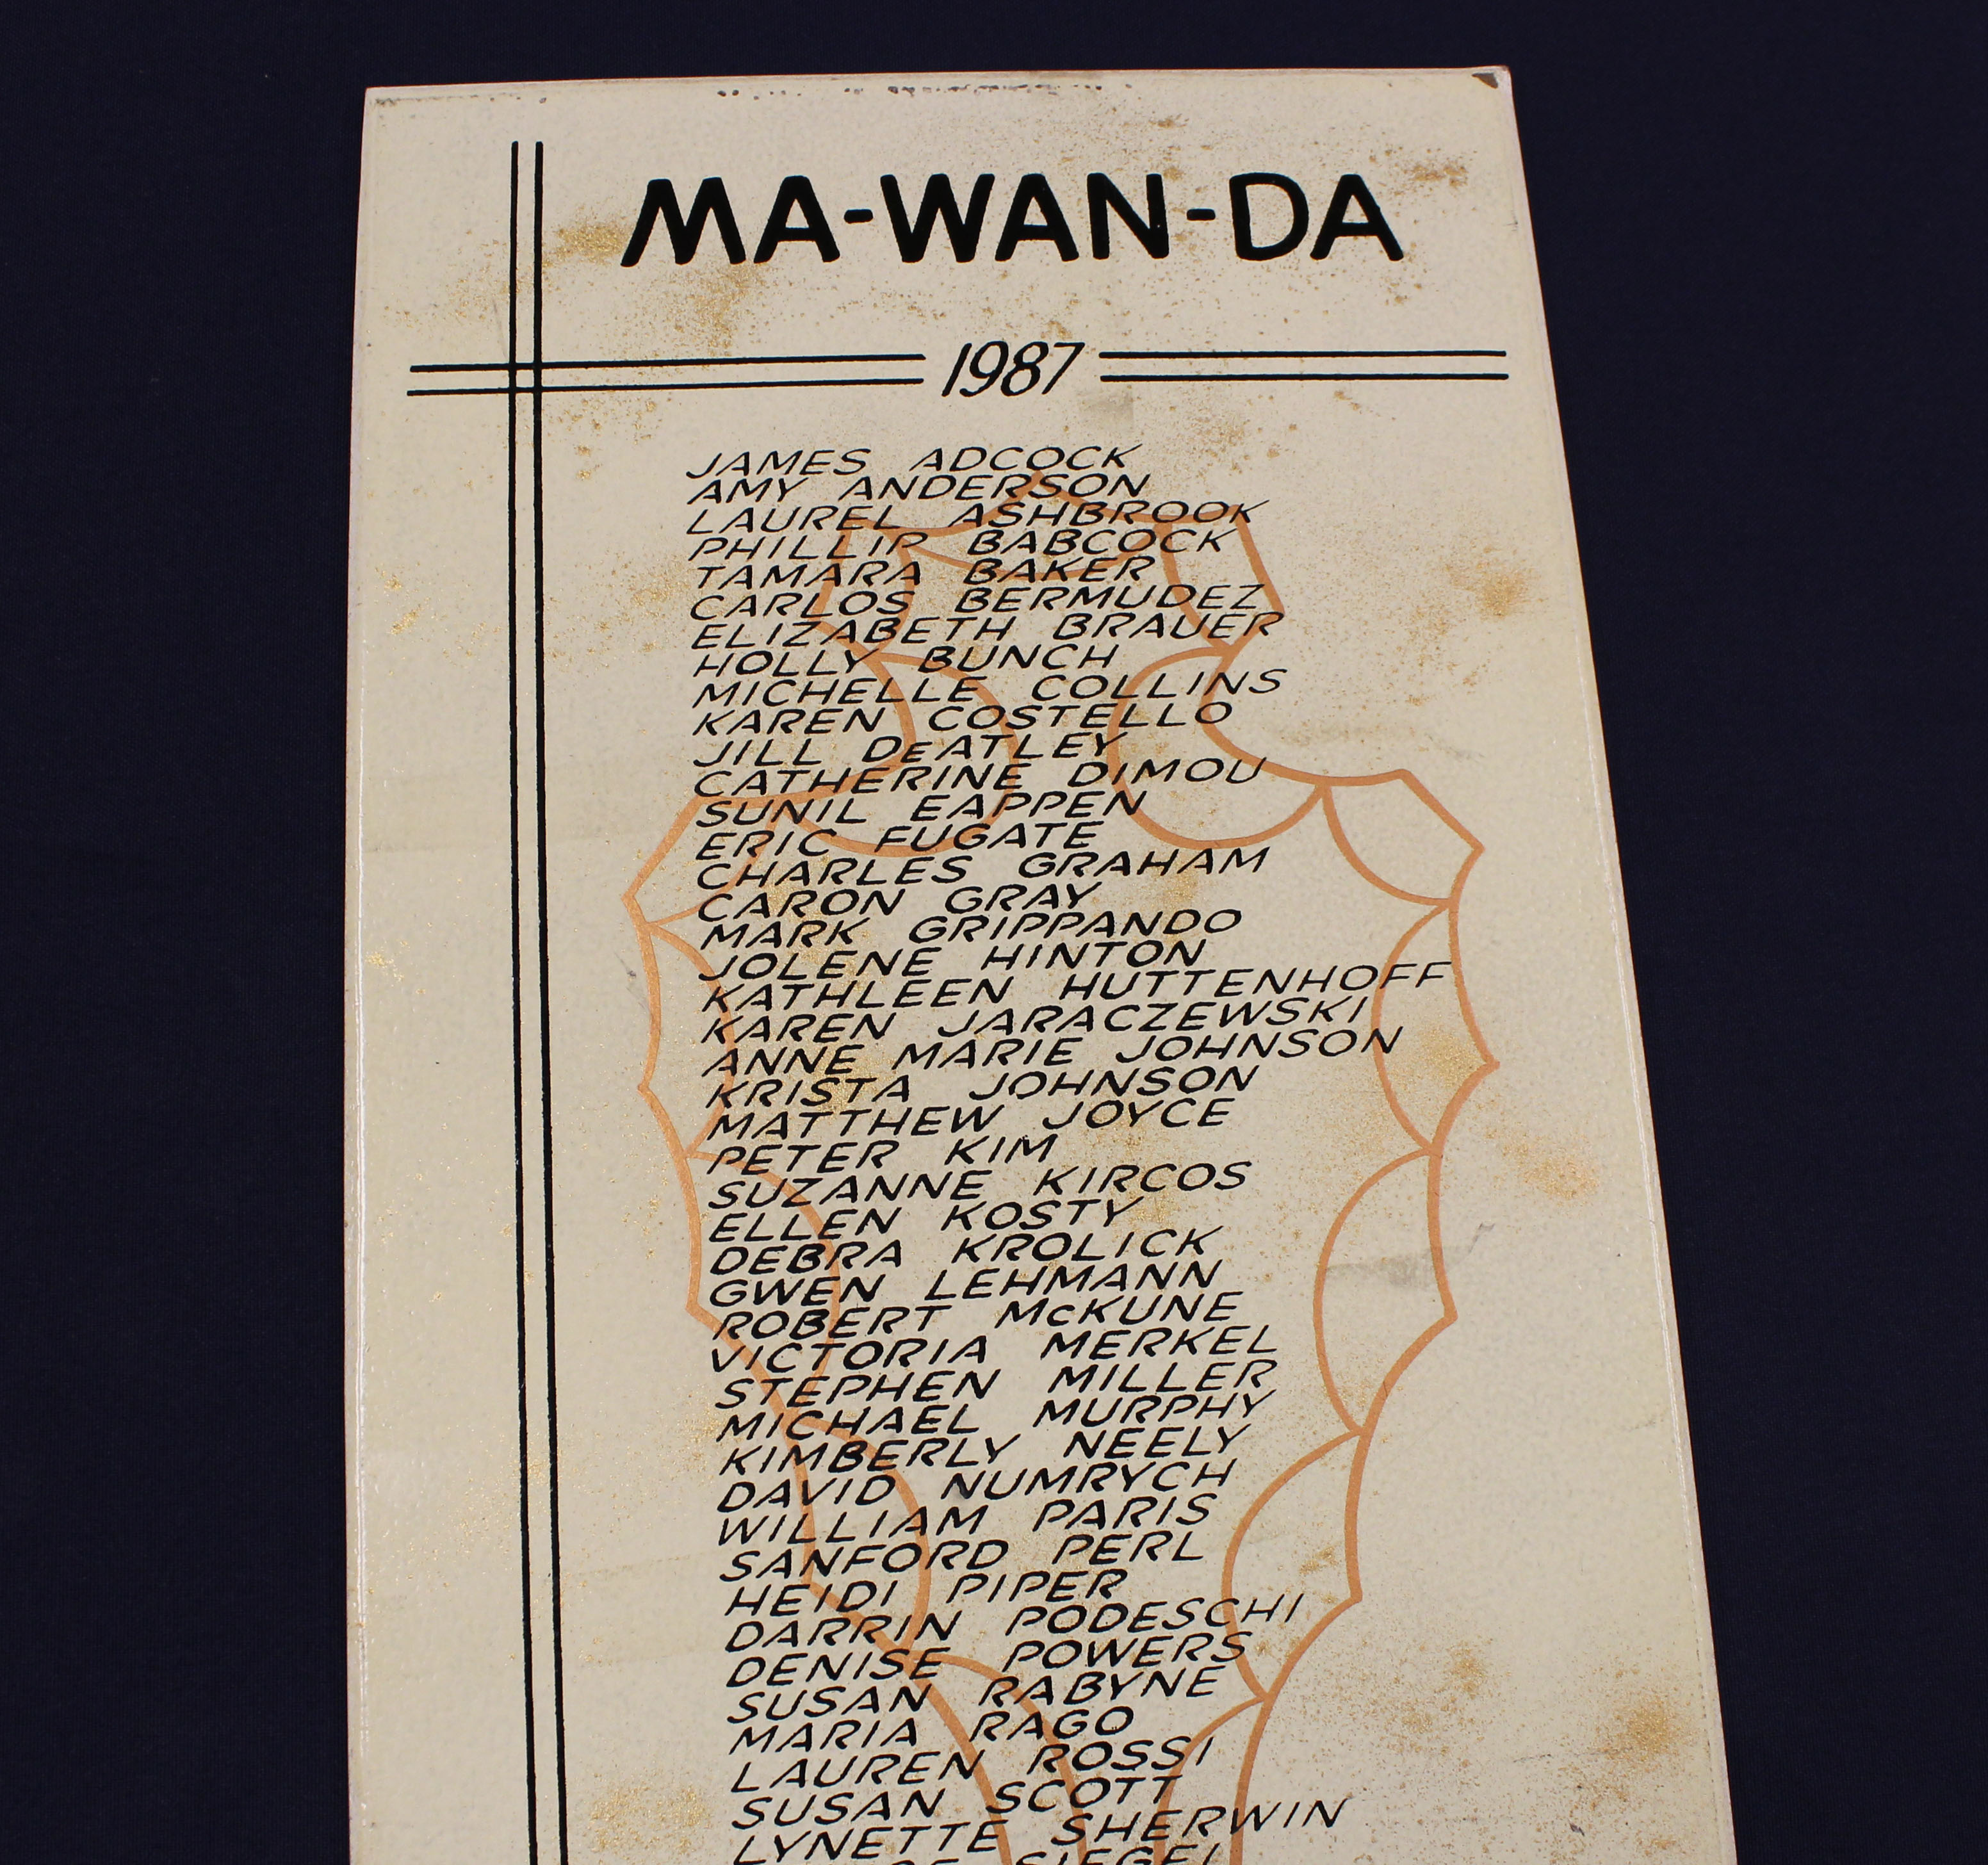 MA-WAN-DA
1987
JAMES ADCOCK
AMY ANDERSON
LAUREL ASHBROOK
PHILLIP BABCOCK
TAMARA BAKER
CARLOS BERMUDEZ
ELIZABETH BRAUER
HOLLY BUNCH
MICHELLE COLLINS
KAREN COSTELLO
JILL DeATLEY
CATHERINE DIMOU
SUNIL EAPPEN
ERIC FUGATE
CHARLES GRAHAM
CARON GRAY
MARK GRIPPANDO
JOLENE HINTON
KATHLEEN HUTTENHOFF
KAREN JARACZEWSKI
ANNE MARIE JOHNSON
KRISTA JOHNSON
MATTHEW JOYCE
PETER KIM
SUZANNE KIRCOS
ELLEN KOSTY
DEBRA KROLICK
GWEN LEHMANN
ROBERT McKUNE
VICTORIA MERKEL
STEPHEN MILLER
MICHAEL MURPHY
KIMBERLY NEELY
DAVID NUMRYCH
WILLIAM PARIS
SANFORD PERL
HEIDI PIPER
DARRIN PODESCHI
DENISE POWERS
SUSAN RABYNE
MARIA RAGO
LAUREN ROSSI
SUSAN SCOTT
LYNETTE SHERWIN
SIEGEL